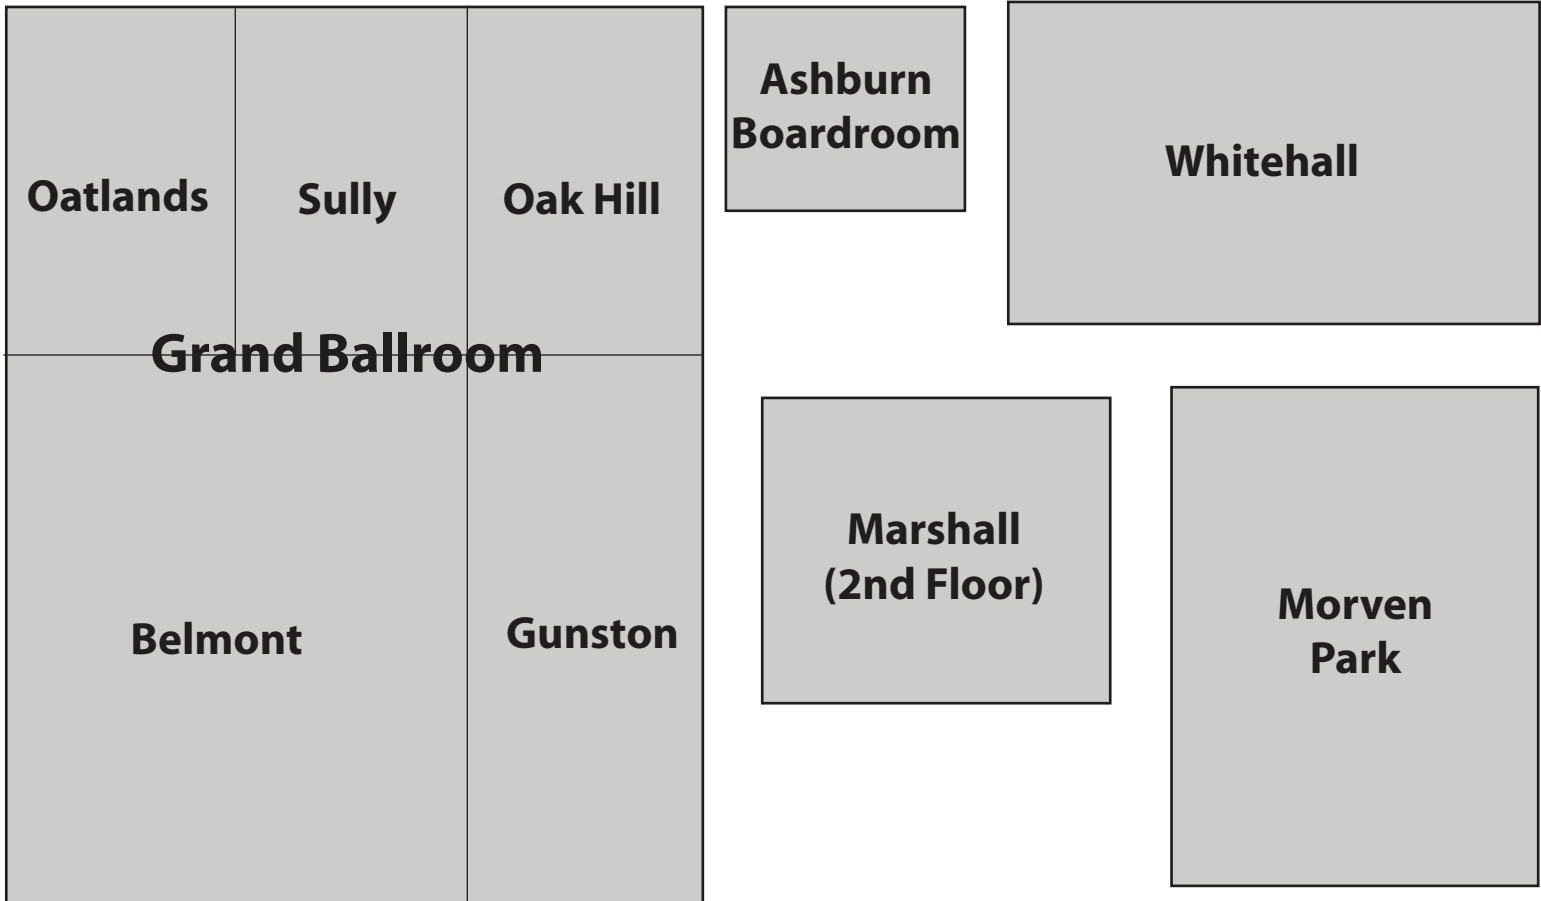 Ashburn
Boardroom
Whitehall
Oatlands
Sully
Oak Hill
Grand Ballroom
Marshall
(2nd Floor)
Morven
Park
Belmont
Gunston